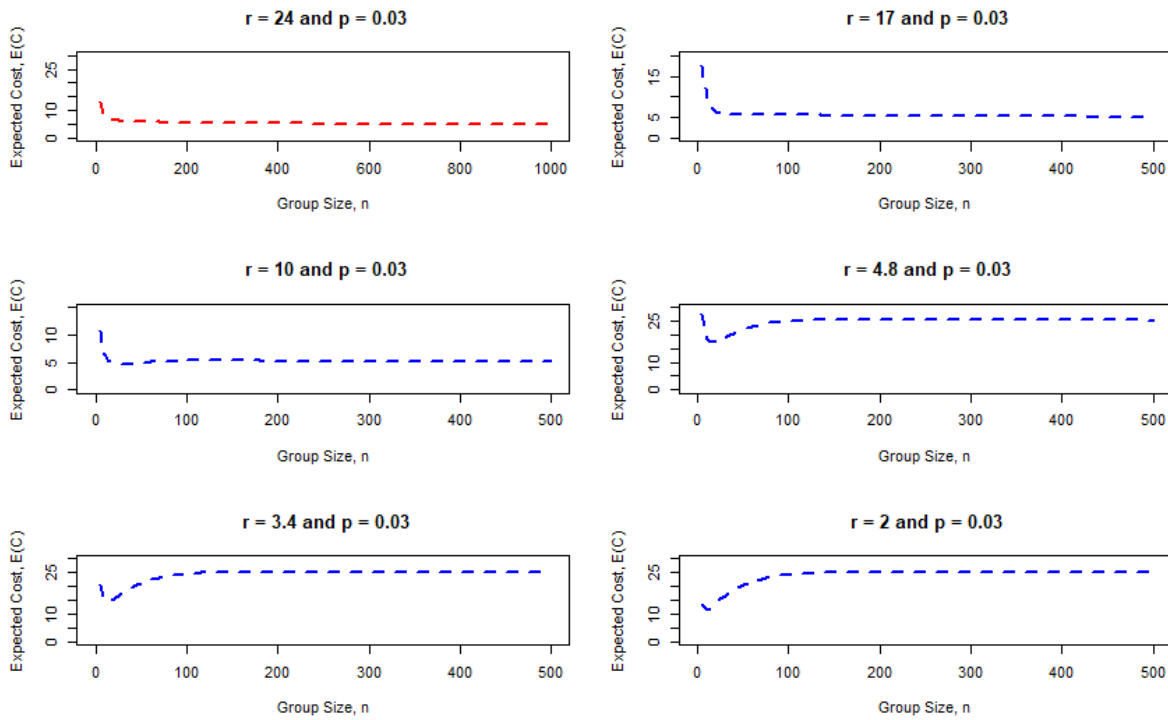 r = 24 and p = 0.03
Expected Cost, E(C)
0 10 25
0 200 400 600 800 1000
Group Size, n
r = 17 and p = 0.03
Expected Cost, E(C)
0 5 15
0 100 200 300 400 500
Group Size, n
r = 10 and p = 0.03
Expected Cost, E(C)
0 5 10
0 100 200 300 400 500
Group Size, n
r = 4.8 and p = 0.03
Expected Cost, E(C)
0 10 25
0 100 200 300 400 500
Group Size, n
r = 3.4 and p = 0.03
Expected Cost, E(C)
0 10 25
0 100 200 300 400 500
Group Size, n
r = 2 and p = 0.03
Expected Cost, E(C)
0 10 25
0 100 200 300 400 500
Group Size, n